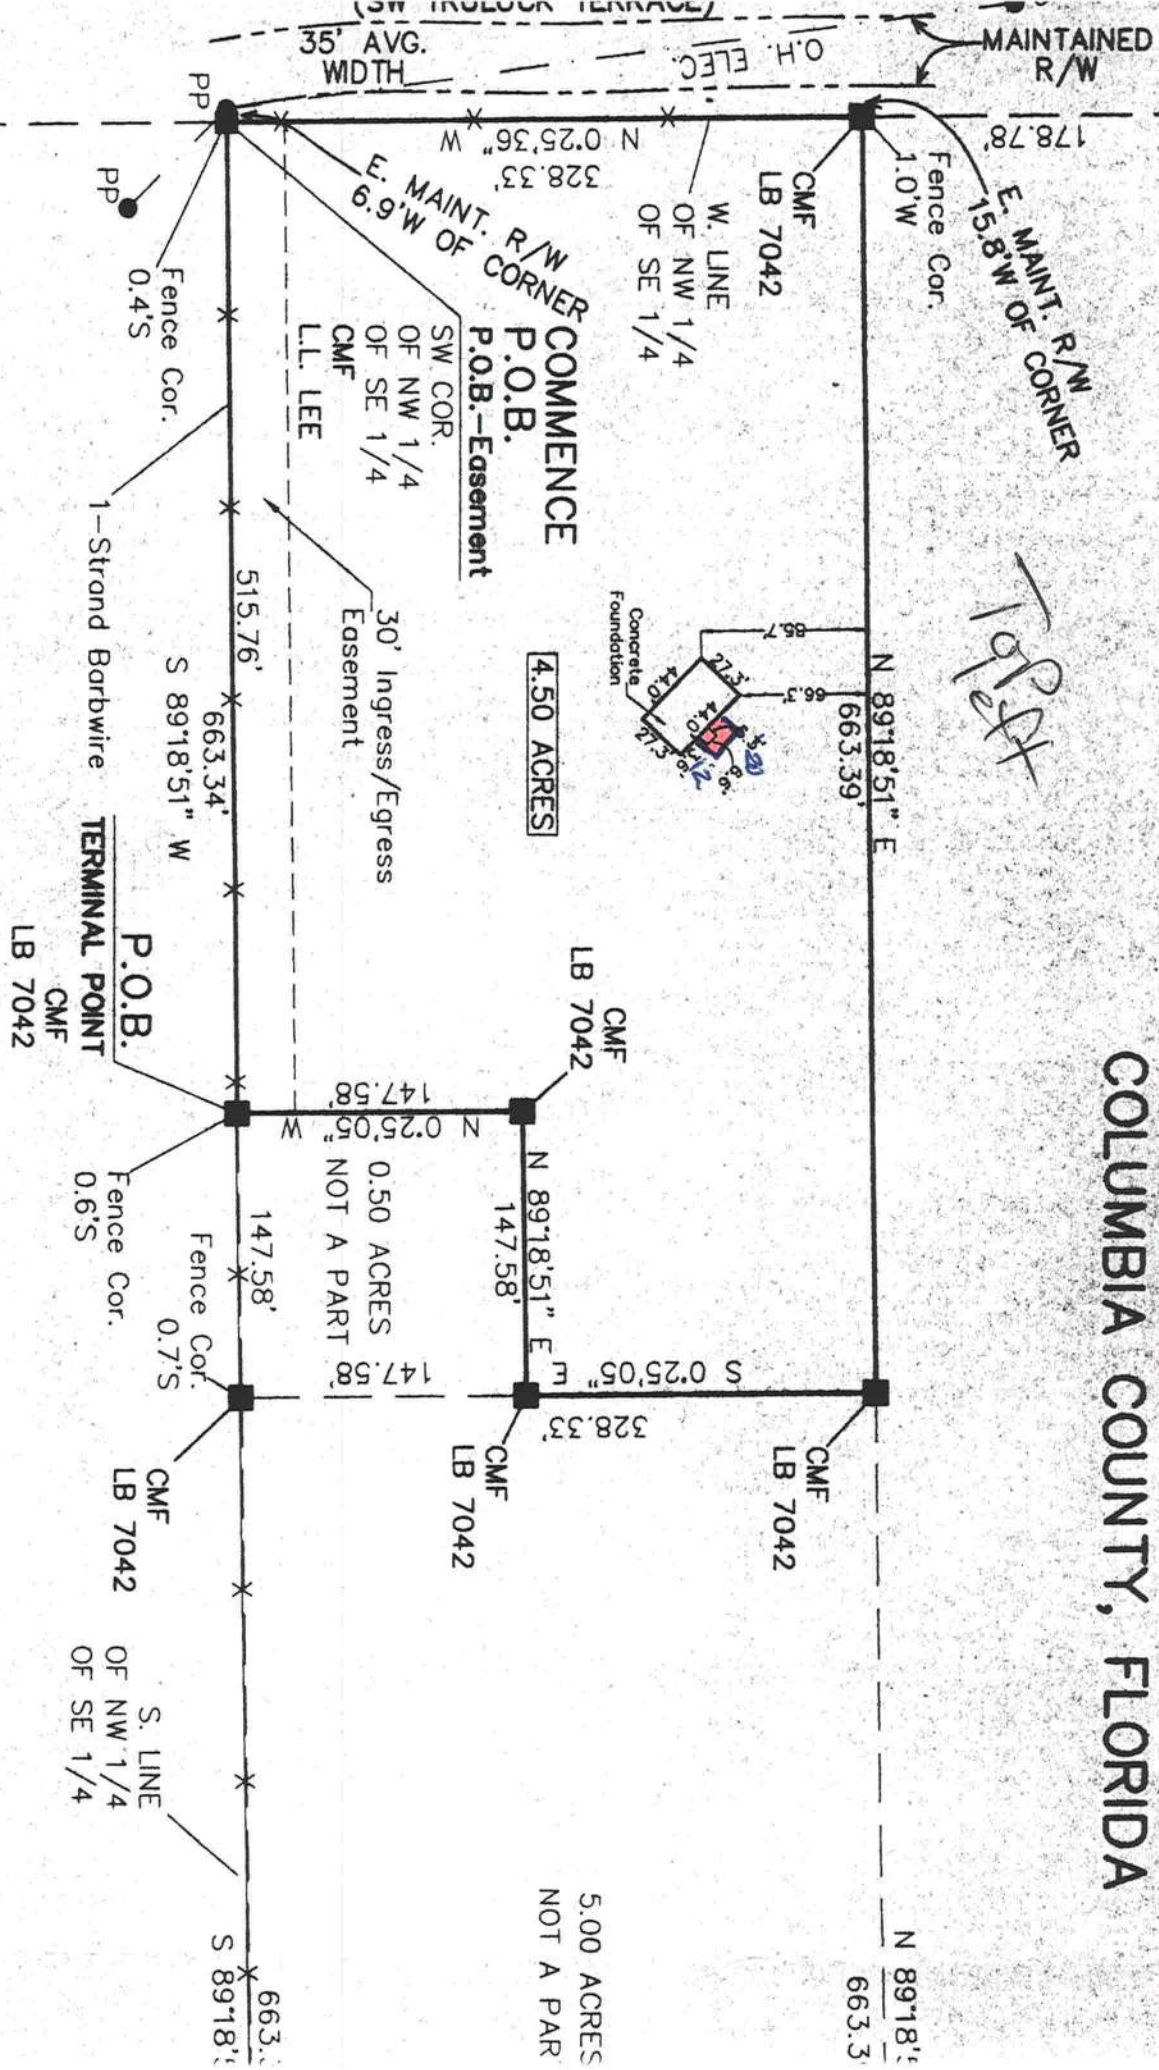 COLUMBIA COUNTY, FLORIDA
Top
Left
35' AVG.
WIDTH
O.H. ELEC.
MAINTAINED
R/W
178.78'
PP
PP
N 0°25'36" W
328.33'
E. MAINT. R/W
6.9'W OF CORNER
E. MAINT. R/W
15.8'W OF CORNER
Fence Cor.
1.0'W
CMF
LB 7042
W. LINE
OF NW 1/4
OF SE 1/4
COMMENCE
P.O.B.
P.O.B.-Easement
SW COR.
OF NW 1/4
OF SE 1/4
CMF
L.L. LEE
Fence Cor.
0.4'S
1-Strand Barbwire
30' Ingress/Egress
Easement
515.76'
663.34'
S 89°18'51" W
N 89°18'51" E
663.39'
66.3'
27.3'
44.0'
44.0'
27.3'
6.6'
Concrete
Foundation
4.50 ACRES
P.O.B.
TERMINAL POINT
CMF
LB 7042
CMF
LB 7042
N 0°25'05" W
147.58'
N 89°18'51" E
147.58'
0.50 ACRES
NOT A PART
147.58'
147.58'
Fence Cor.
0.6'S
Fence Cor.
0.7'S
S 0°25'05" E
328.33'
CMF
LB 7042
CMF
LB 7042
CMF
LB 7042
S. LINE
OF NW 1/4
OF SE 1/4
5.00 ACRES
NOT A PAR
N 89°18'
663.3
663.
S 89°18'